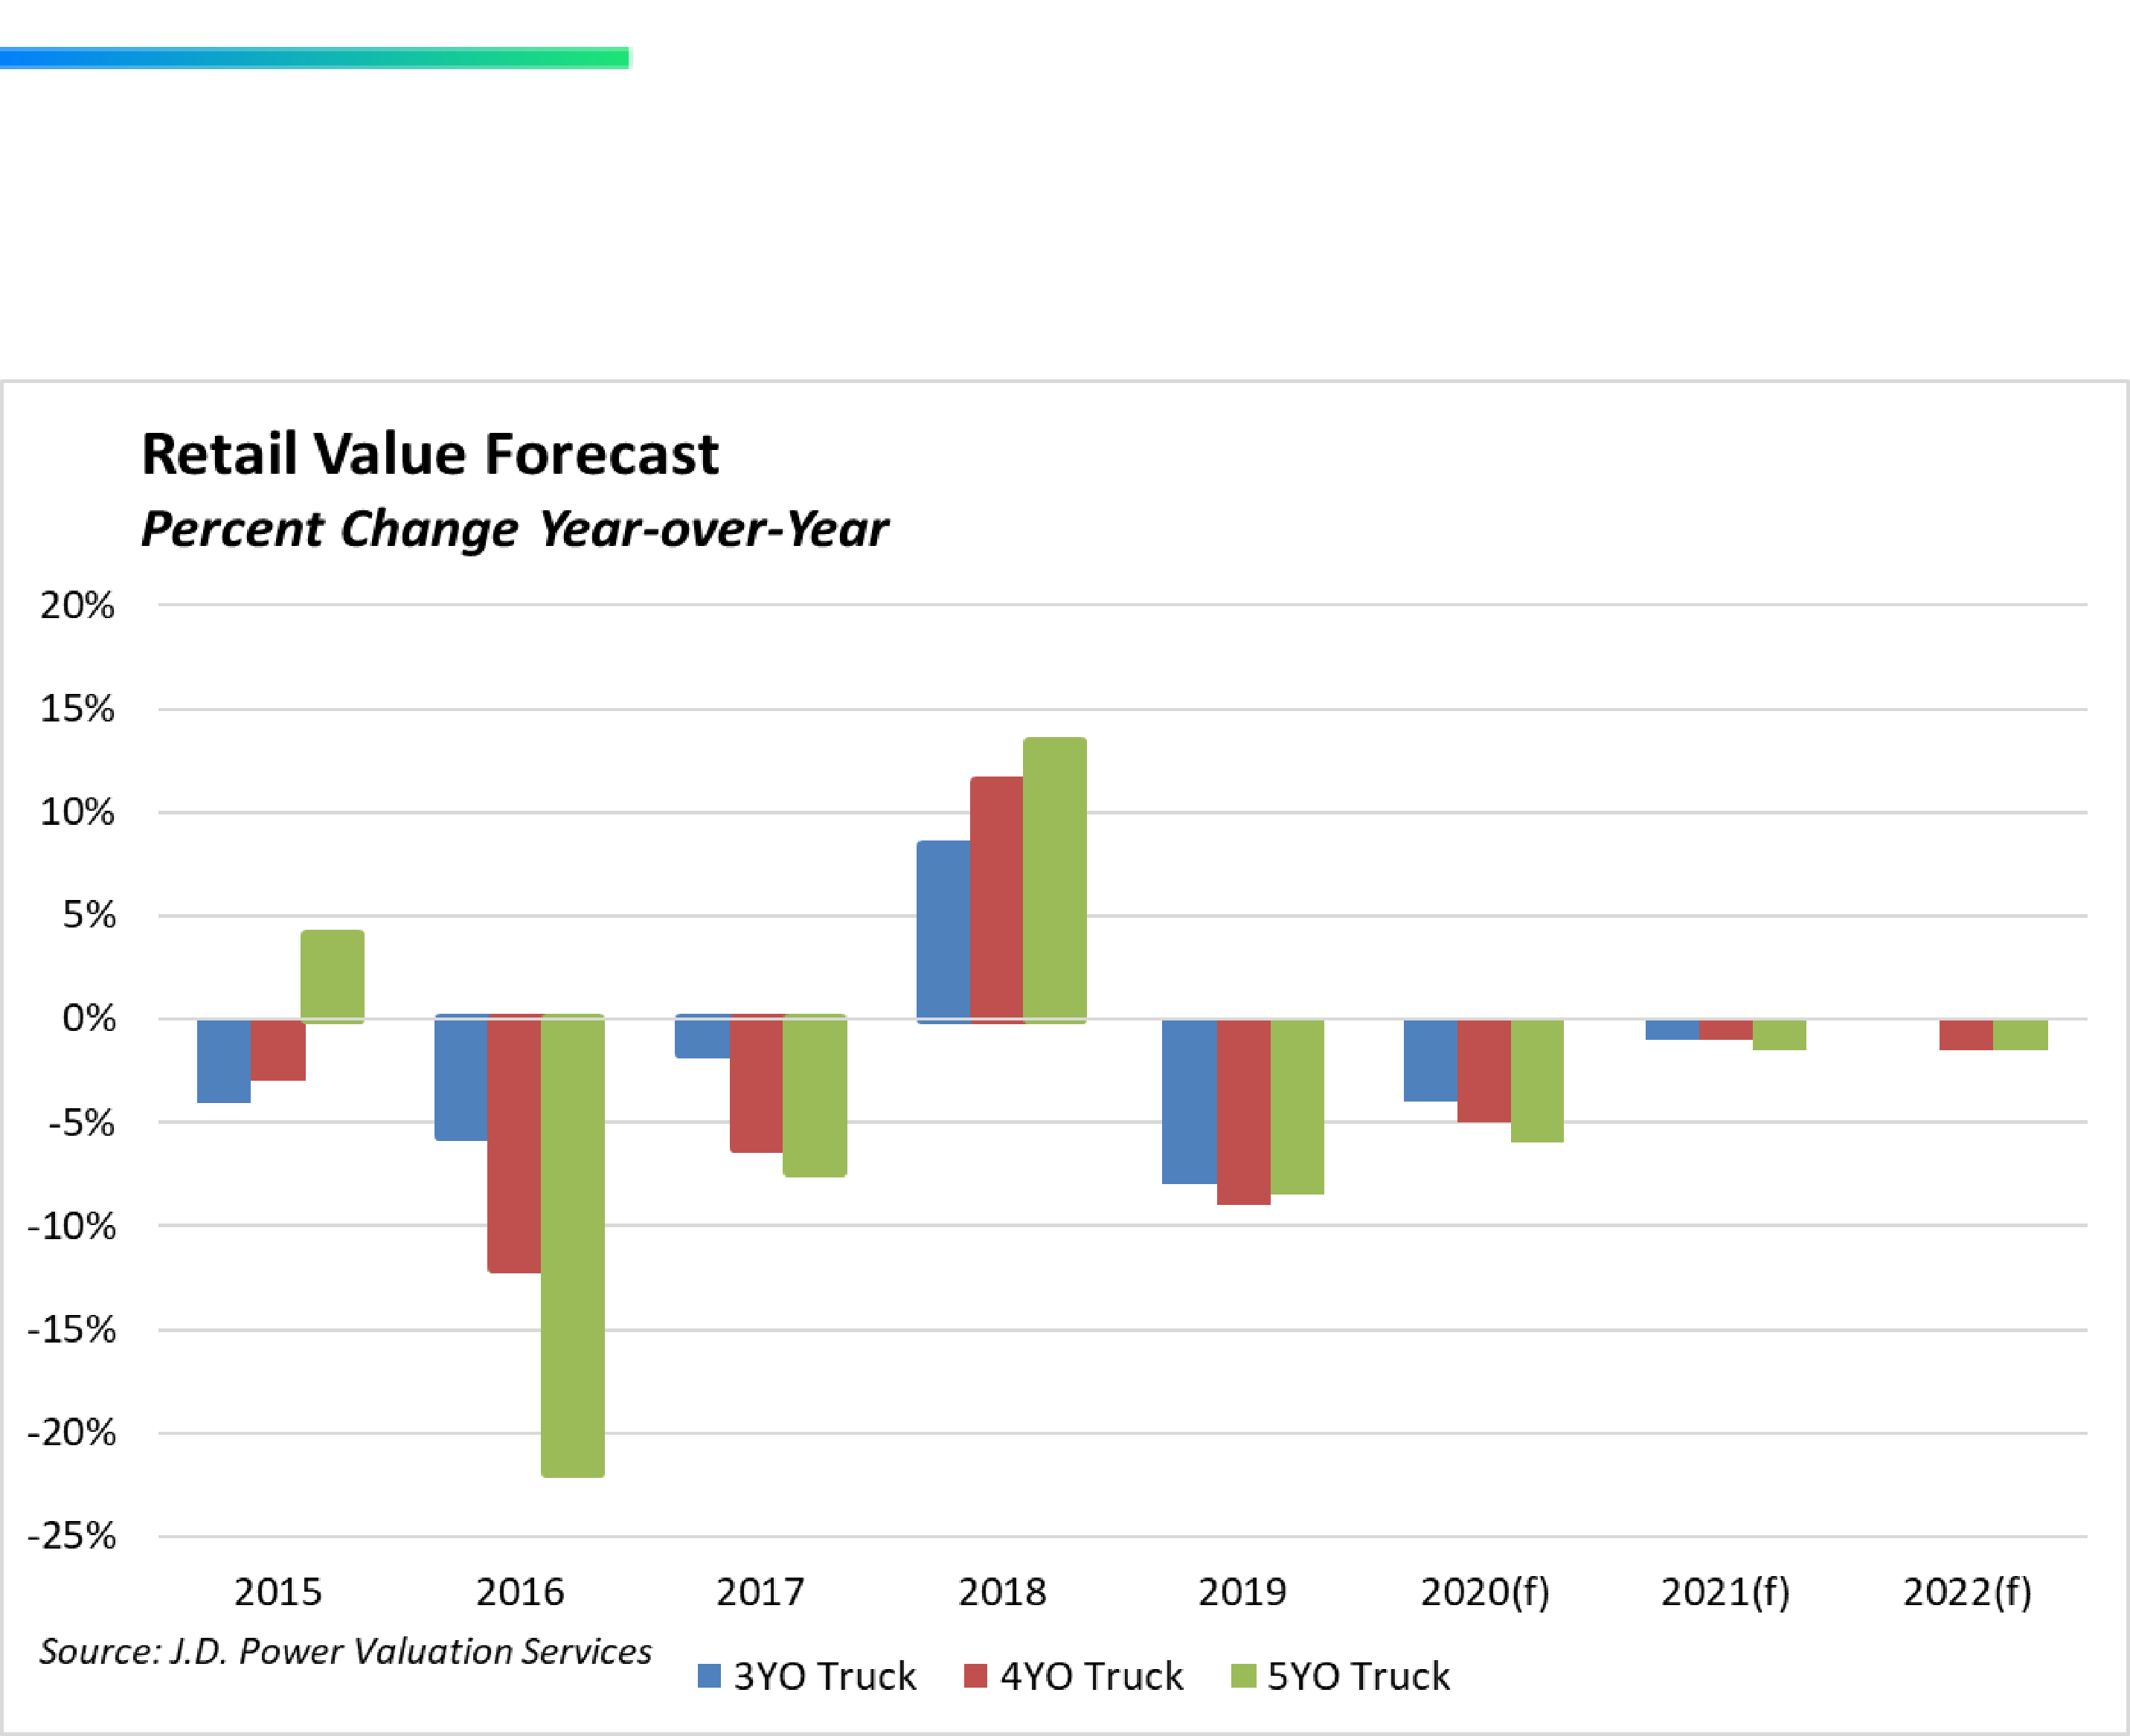 Retail Value Forecast
Percent Change Year-over-Year
20%
15%
10%
5%
0%
-5%
-10%
-15%
-20%
-25%
2015 2016 2017 2018 2019 2020(f) 2021(f) 2022(f)
Source: J.D. Power Valuation Services
3YO Truck 4YO Truck 5YO Truck